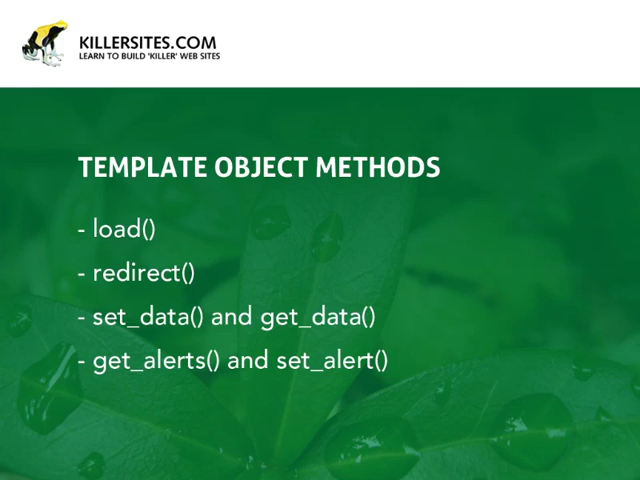 KILLERSITES.COM
LEARN TO BUILD 'KILLER' WEB SITES
TEMPLATE OBJECT METHODS
- load()
- redirect()
- set_data() and get_data()
- get_alerts() and set_alert()